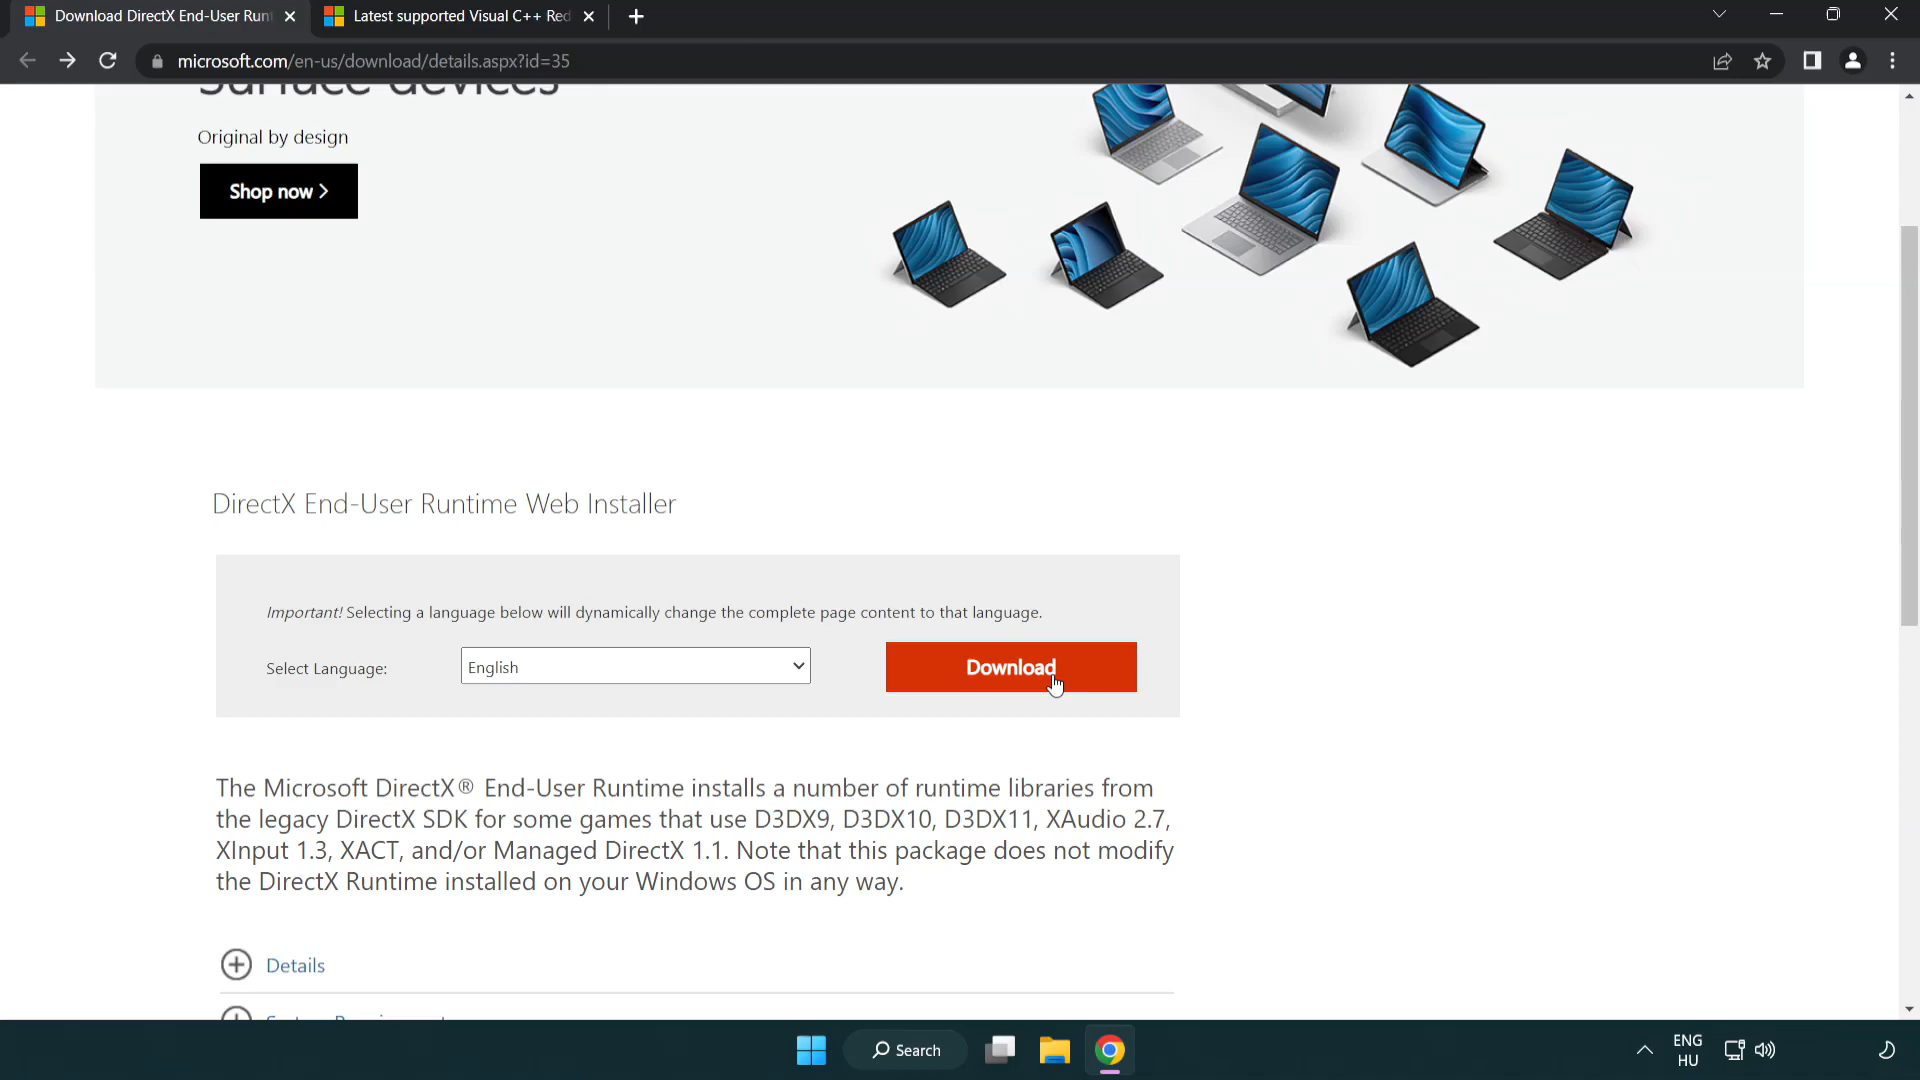 Download DirectX End-User Run
Latest supported Visual C++ Red
microsoft.com/en-us/download/details.aspx?id=35
Surface devices
Original by design
Shop now
DirectX End-User Runtime Web Installer
Important! Selecting a language below will dynamically change the complete page content to that language.
Select Language:
English
Download
The Microsoft DirectX® End-User Runtime installs a number of runtime libraries from
the legacy DirectX SDK for some games that use D3DX9, D3DX10, D3DX11, XAudio 2.7,
XInput 1.3, XACT, and/or Managed DirectX 1.1. Note that this package does not modify
the DirectX Runtime installed on your Windows OS in any way.
Details
Search
ENG
HU